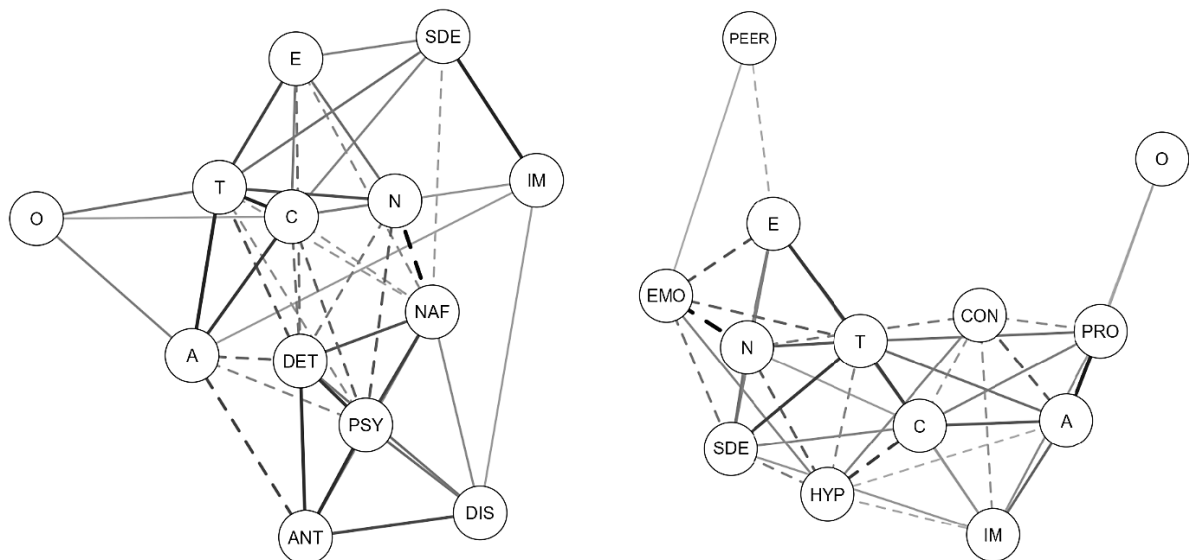 E
SDE
T
C
N
IM
O
NAF
A
DET
PSY
DIS
ANT
PEER
O
E
EMO
CON
PRO
N
T
SDE
C
A
HYP
IM